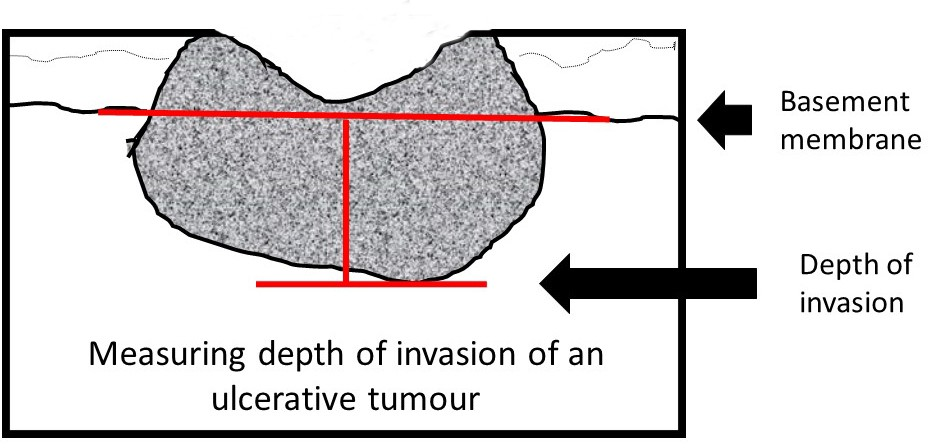 Basement
membrane
Depth of
invasion
Measuring depth of invasion of an
ulcerative tumour